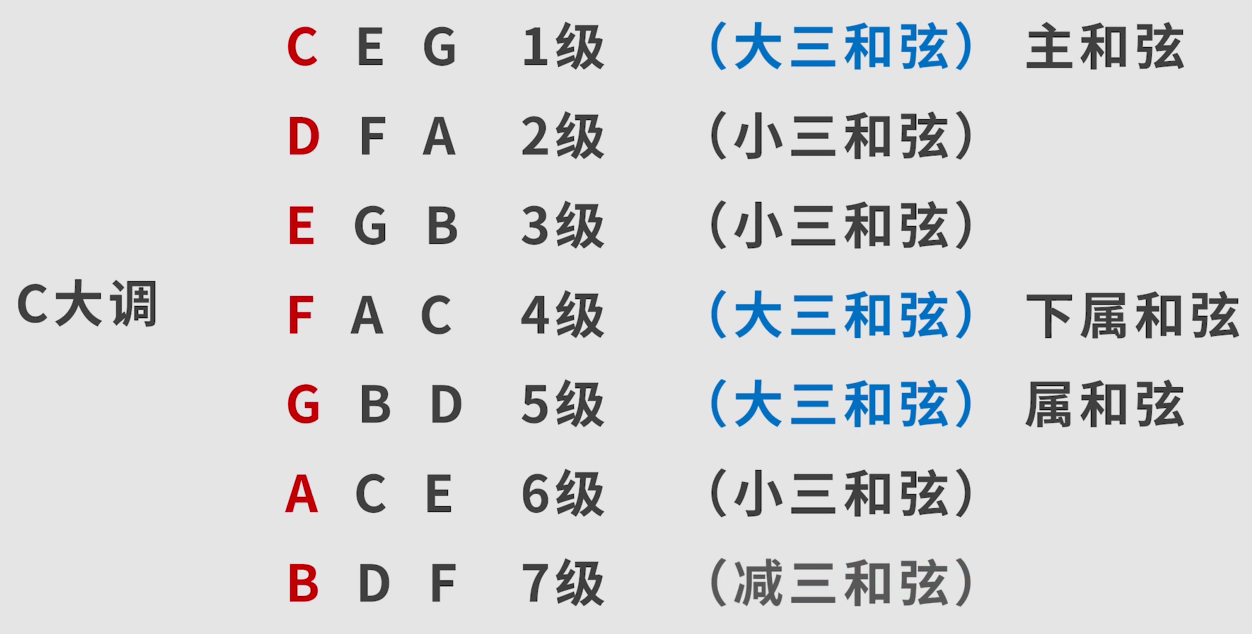 C E G 1级 （大三和弦） 主和弦
D F A 2级 （小三和弦）
E G B 3级 （小三和弦）
C大调
F A C 4级 （大三和弦） 下属和弦
G B D 5级 （大三和弦） 属和弦
A C E 6级 （小三和弦）
B D F 7级 （减三和弦）